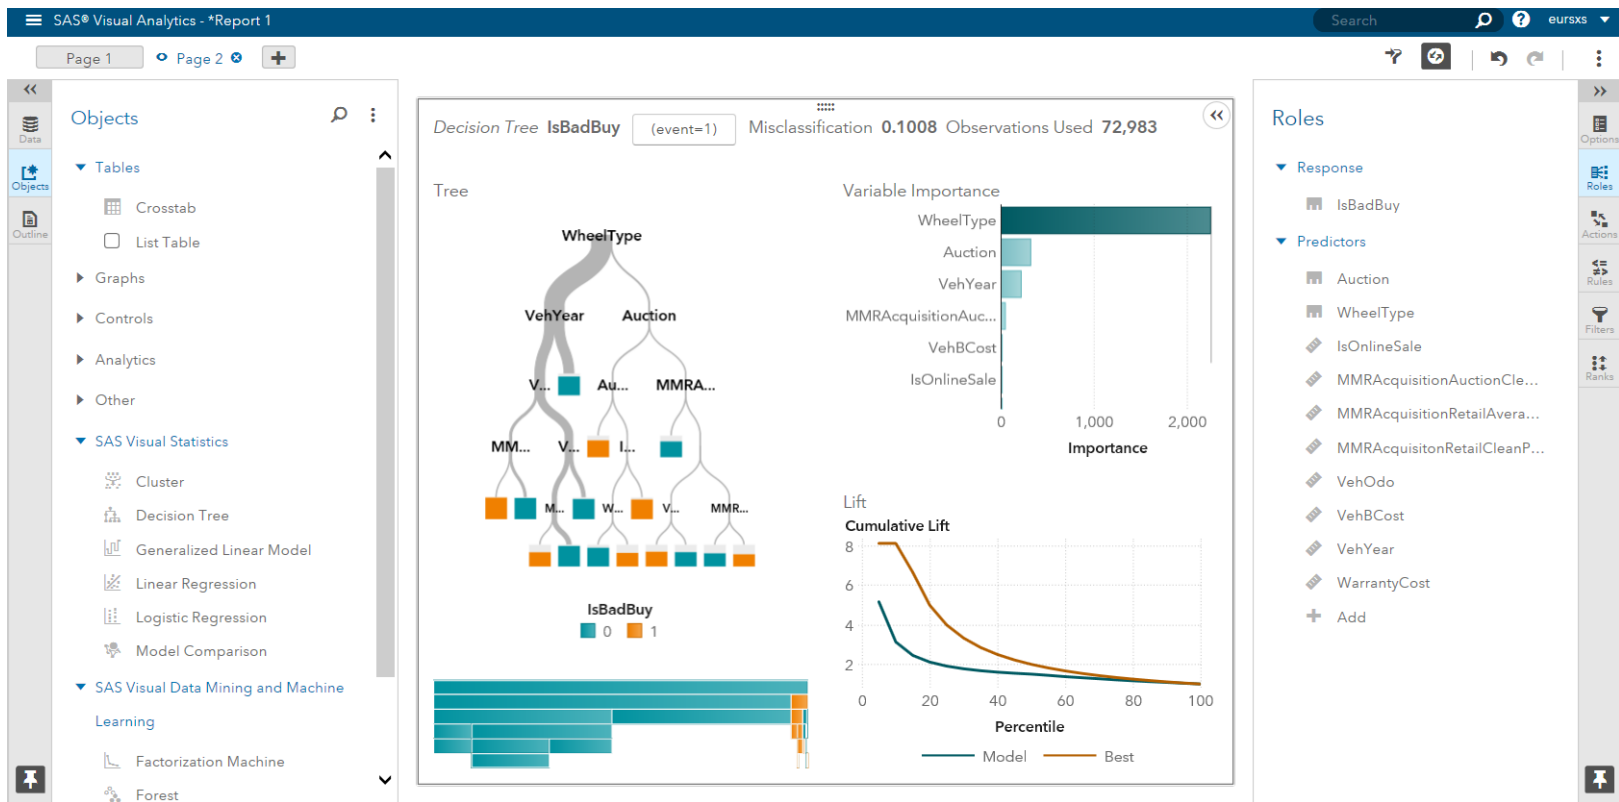 SAS® Visual Analytics - *Report 1
Search
?
eursxs
Page 1
Page 2
Data
Objects
Outline
Objects
Tables
Crosstab
List Table
Graphs
Controls
Analytics
Other
SAS Visual Statistics
Cluster
Decision Tree
Generalized Linear Model
Linear Regression
Logistic Regression
Model Comparison
SAS Visual Data Mining and Machine
Learning
Factorization Machine
Forest
Decision Tree IsBadBuy (event=1) Misclassification 0.1008 Observations Used 72,983
Tree
WheelType
VehYear Auction
V... Au... MMRA...
MM... V... I...
M... W... V... MMR...
IsBadBuy
0 1
Variable Importance
WheelType
Auction
VehYear
MMRAcquisitionAuc...
VehBCost
IsOnlineSale
0 1,000 2,000
Importance
Lift
Cumulative Lift
8
6
4
2
0 20 40 60 80 100
Percentile
Model Best
Roles
Response
IsBadBuy
Predictors
Auction
WheelType
IsOnlineSale
MMRAcquisitionAuctionCle...
MMRAcquisitionRetailAvera...
MMRAcquisitonRetailCleanP...
VehOdo
VehBCost
VehYear
WarrantyCost
Add
Options
Roles
Actions
Rules
Filters
Ranks